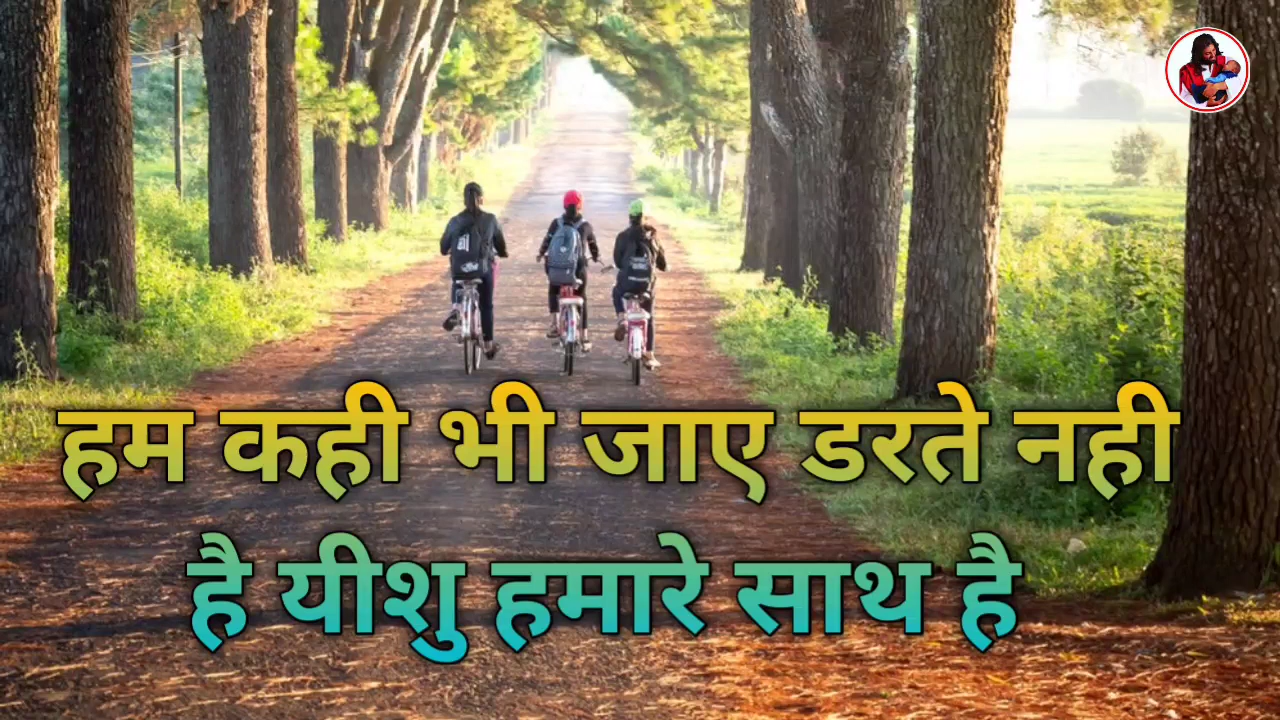 हम कही भी जाए डरते नही
है यीशु हमारे साथ है